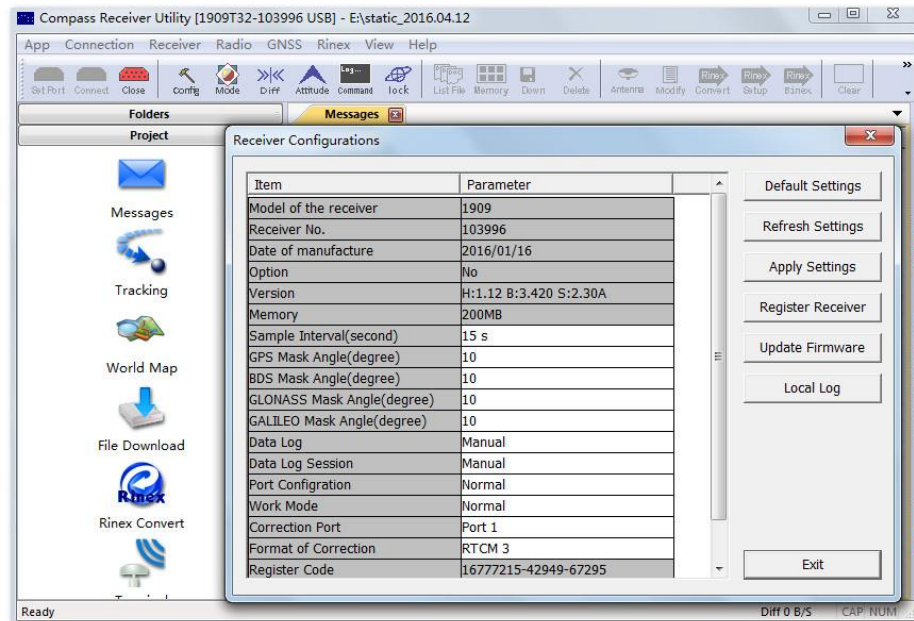 Compass Receiver Utility [1909T32-103996 USB] - E:\static_2016.04.12
App Connection Receiver Radio GNSS Rinex View Help
Set Port Connect Close Config Mode Diff Attitude Command lock List File Memory Down Delete Antenna Modify Convert Setup Binex Clear
Folders
Messages
Project
Receiver Configurations
Messages
Tracking
World Map
File Download
Rinex
Rinex Convert
Item Parameter
Model of the receiver 1909
Receiver No. 103996
Date of manufacture 2016/01/16
Option No
Version H:1.12 B:3.420 S:2.30A
Memory 200MB
Sample Interval(second) 15 s
GPS Mask Angle(degree) 10
BDS Mask Angle(degree) 10
GLONASS Mask Angle(degree) 10
GALILEO Mask Angle(degree) 10
Data Log Manual
Data Log Session Manual
Port Configration Normal
Work Mode Normal
Correction Port Port 1
Format of Correction RTCM 3
Register Code 16777215-42949-67295
Default Settings
Refresh Settings
Apply Settings
Register Receiver
Update Firmware
Local Log
Exit
Ready Diff 0 B/S CAP NUM